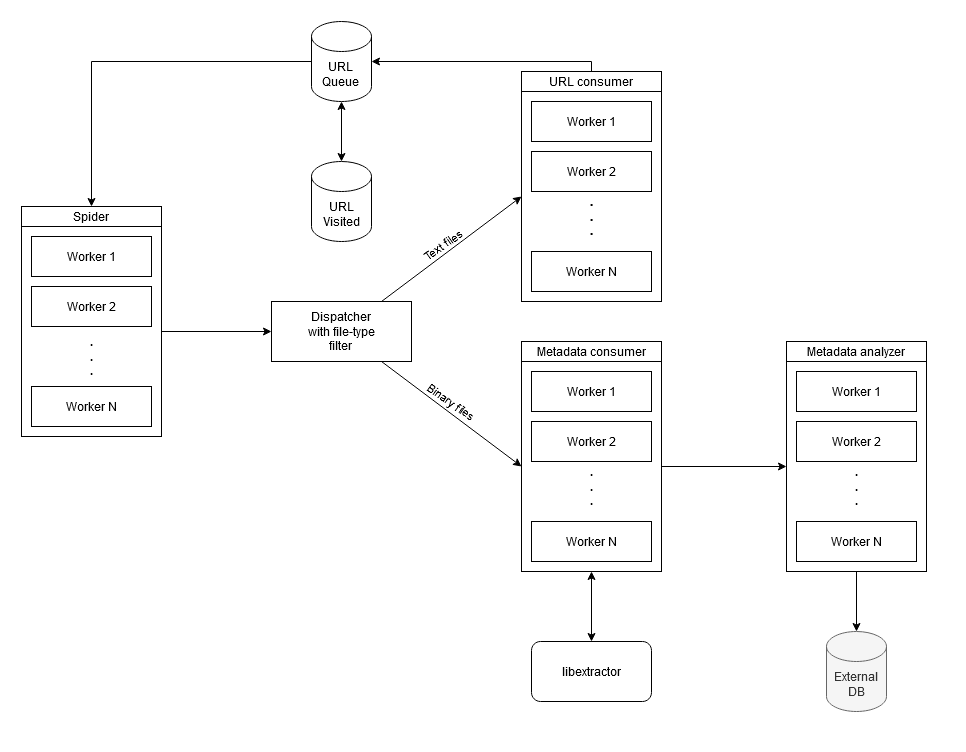 URL
Queue
URL
Visited
URL consumer
Worker 1
Worker 2
.
.
.
Worker N
Spider
Worker 1
Worker 2
.
.
.
Worker N
Text files
Dispatcher
with file-type
filter
Binary files
Metadata consumer
Worker 1
Worker 2
.
.
.
Worker N
Metadata analyzer
Worker 1
Worker 2
.
.
.
Worker N
libextractor
External
DB